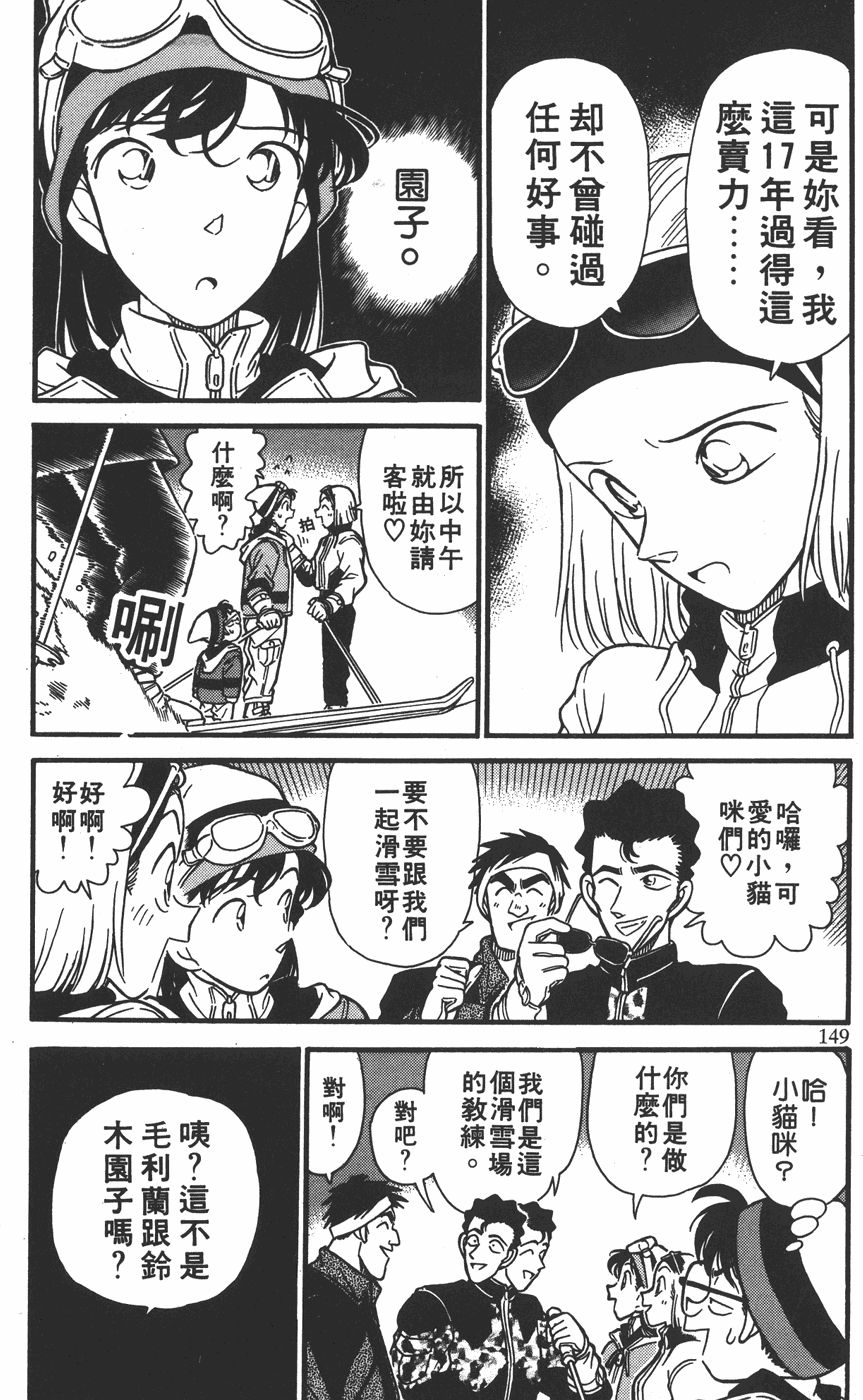 可是妳看，我
這17年過得這
麼賣力……
却不曾碰過
任何好事。
園子。
所以中午
就由妳請
客啦♡
拍
什麼啊？
唰
哈囉，可
愛的小貓
咪們♡
要不要跟我們
一起滑雪呀？
好啊！
好啊！
149
哈！
小貓咪？
你們是做
什麼的？
我們是這
個滑雪場
的教練。
對吧？
對啊！
咦？這不是
毛利蘭跟鈴
木園子嗎？